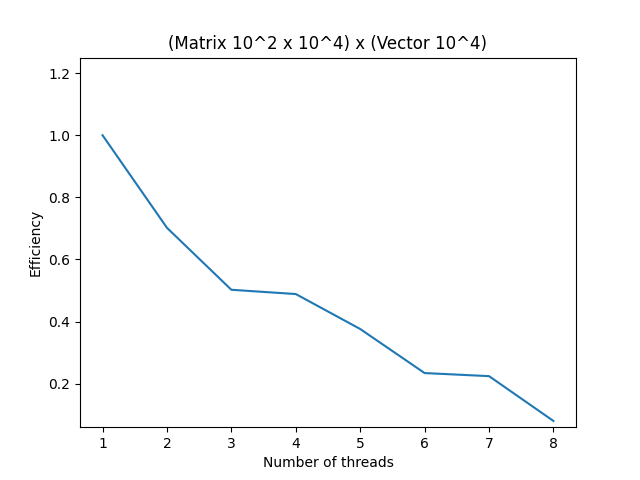 (Matrix 10^2 x 10^4) x (Vector 10^4)
1.2
1.0
0.8
0.6
0.4
0.2
Efficiency
1 2 3 4 5 6 7 8
Number of threads